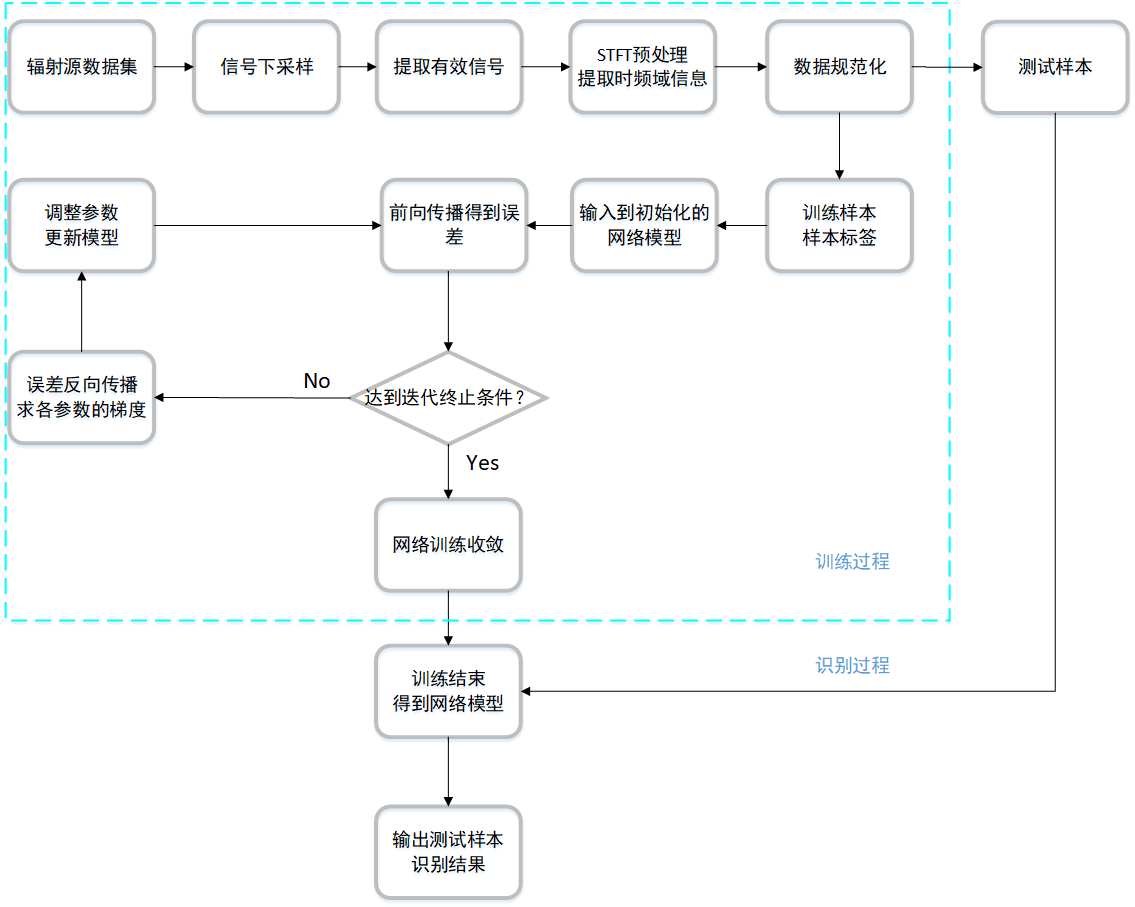 辐射源数据集
信号下采样
提取有效信号
STFT预处理
提取时频域信息
数据规范化
测试样本
调整参数
更新模型
前向传播得到误
差
输入到初始化的
网络模型
训练样本
样本标签
误差反向传播
求各参数的梯度
No
达到迭代终止条件？
Yes
网络训练收敛
训练过程
训练结束
得到网络模型
识别过程
输出测试样本
识别结果